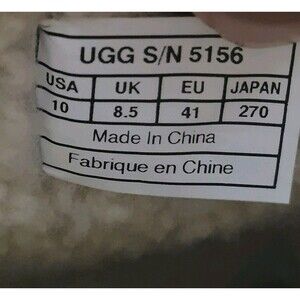 UGG S/N 5156
USA UK EU JAPAN
10 8.5 41 270
Made In China
Fabrique en Chine